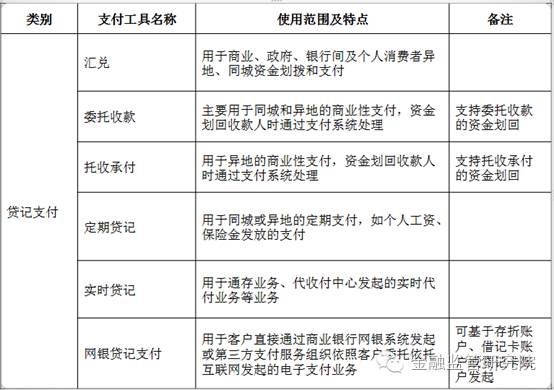 类别
支付工具名称
使用范围及特点
备注
贷记支付
汇兑
用于商业、政府、银行间及个人消费者异
地、同城资金划拨和支付
委托收款
主要用于同城和异地的商业性支付，资金
划回收款人时通过支付系统处理
支持委托收款
的资金划回
托收承付
用于异地的商业性支付，资金划回收款人
时通过支付系统处理
支持托收承付
的资金划回
定期贷记
用于同城或异地的定期支付，如个人工资、
保险金发放的支付
实时贷记
用于通存业务、代收付中心发起的实时代
付业务等业务
网银贷记支付
用于客户直接通过商业银行网银系统发起
或第三方支付服务组织依照客户委托依托
互联网发起的电子支付业务
可基于存折账
户、借记卡账
户发起
金融监管研究院